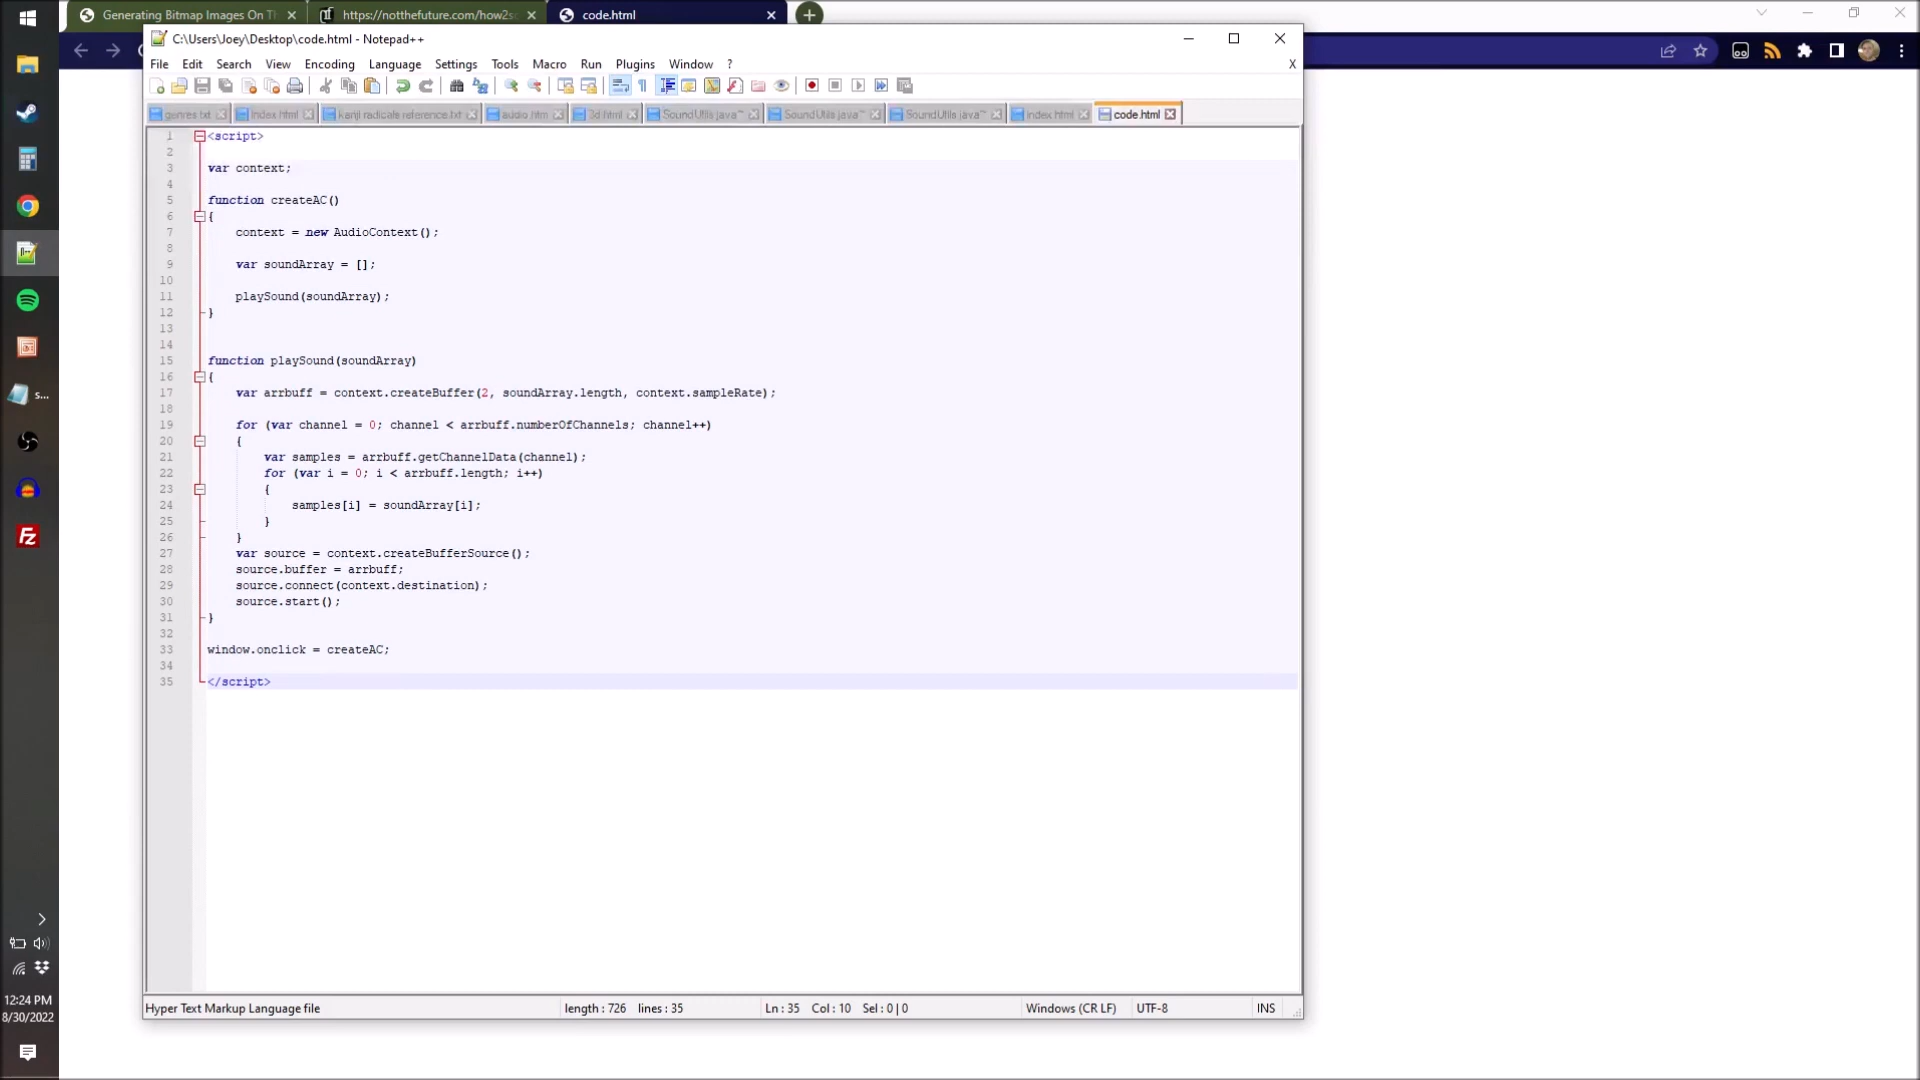 Generating Bitmap Images On Th
https://notthefuture.com/how2s
code.html
C:\Users\Joey\Desktop\code.html - Notepad++
File Edit Search View Encoding Language Settings Tools Macro Run Plugins Window ? X
genres.txt index.html kanji radicals reference.txt audio.htm 3d.html SoundUtils.java~ SoundUtils.java~ SoundUtils.java~ index.html code.html
1 <script>
2
3 var context;
4
5 function createAC()
6 {
7 context = new AudioContext();
8
9 var soundArray = [];
10
11 playSound(soundArray);
12 }
13
14
15 function playSound(soundArray)
16 {
17 var arrbuff = context.createBuffer(2, soundArray.length, context.sampleRate);
18
19 for (var channel = 0; channel < arrbuff.numberOfChannels; channel++)
20 {
21 var samples = arrbuff.getChannelData(channel);
22 for (var i = 0; i < arrbuff.length; i++)
23 {
24 samples[i] = soundArray[i];
25 }
26 }
27 var source = context.createBufferSource();
28 source.buffer = arrbuff;
29 source.connect(context.destination);
30 source.start();
31 }
32
33 window.onclick = createAC;
34
35 </script>
s...
12:24 PM
8/30/2022
Hyper Text Markup Language file length : 726 lines : 35 Ln : 35 Col : 10 Sel : 0 | 0 Windows (CR LF) UTF-8 INS